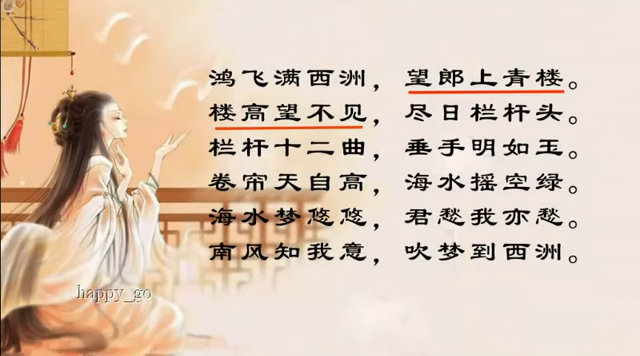 鸿飞满西洲，望郎上青楼。
楼高望不见，尽日栏杆头。
栏杆十二曲，垂手明如玉。
卷帘天自高，海水摇空绿。
海水梦悠悠，君愁我亦愁。
南风知我意，吹梦到西洲。
happy_go